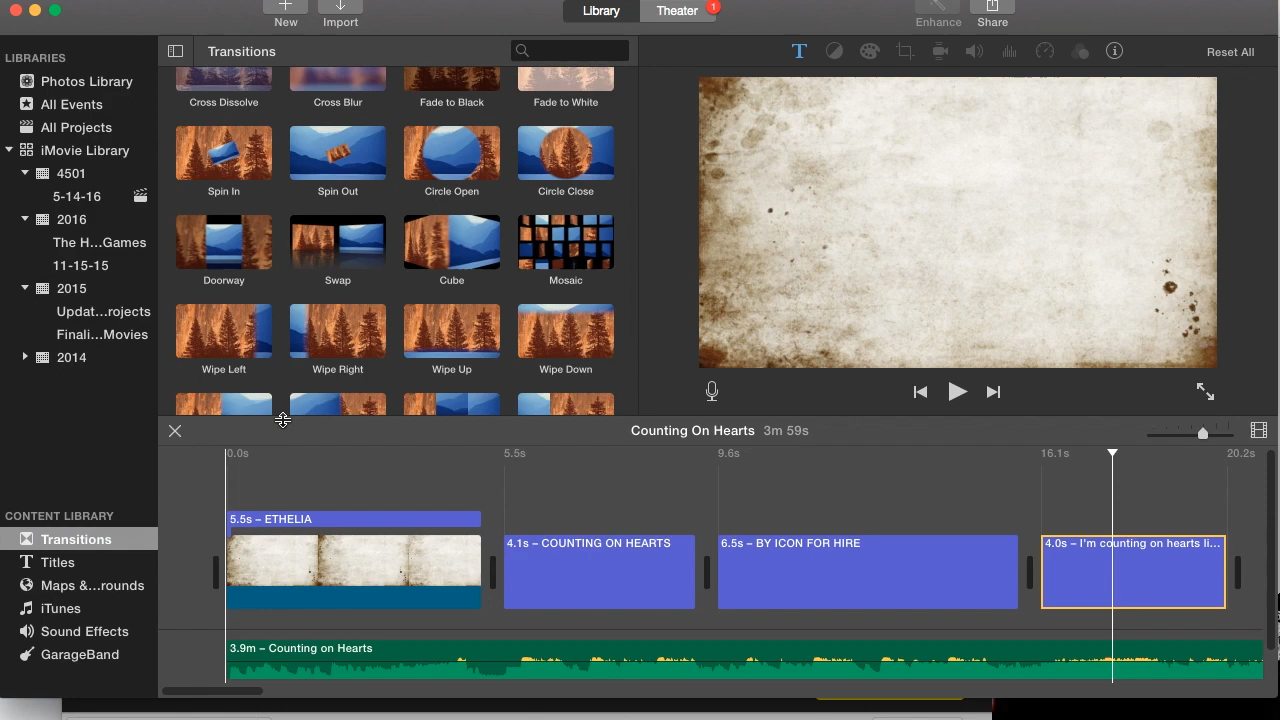 New
Import
Library
Theater
1
Enhance
Share
LIBRARIES
Photos Library
All Events
All Projects
iMovie Library
4501
5-14-16
2016
The H...Games
11-15-15
2015
Updat...rojects
Finali...Movies
2014
CONTENT LIBRARY
Transitions
T Titles
Maps &...rounds
iTunes
Sound Effects
GarageBand
Transitions
Cross Dissolve
Cross Blur
Fade to Black
Fade to White
Spin In
Spin Out
Circle Open
Circle Close
Doorway
Swap
Cube
Mosaic
Wipe Left
Wipe Right
Wipe Up
Wipe Down
T
Reset All
Counting On Hearts 3m 59s
0.0s
5.5s
9.6s
16.1s
20.2s
5.5s – ETHELIA
4.1s – COUNTING ON HEARTS
6.5s – BY ICON FOR HIRE
4.0s – I'm counting on hearts li...
3.9m – Counting on Hearts